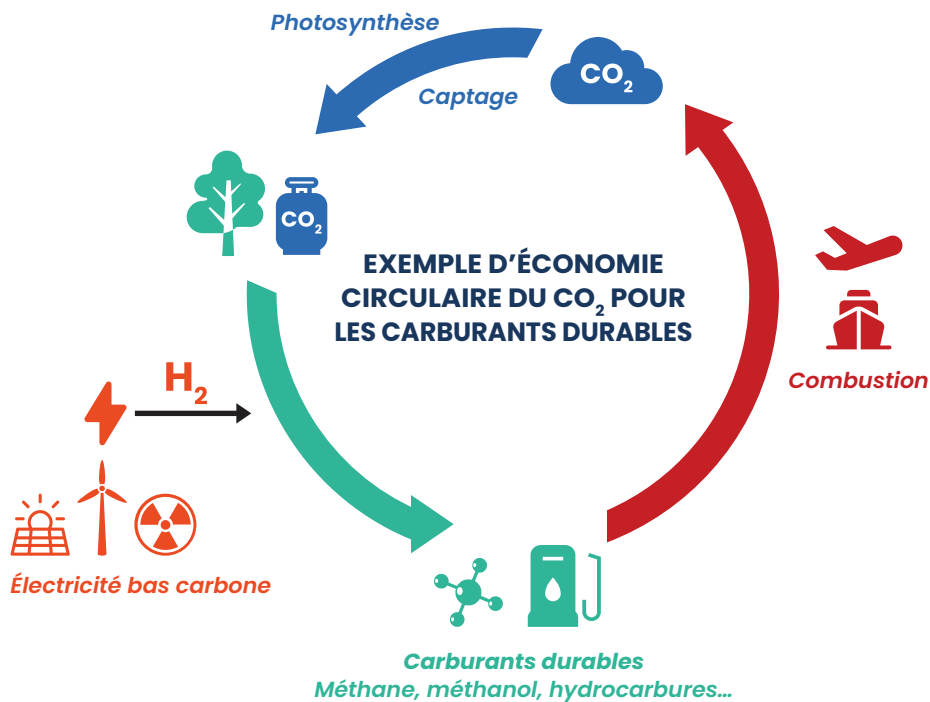 Photosynthèse
CO₂
Captage
CO₂
EXEMPLE D’ÉCONOMIE
CIRCULAIRE DU CO₂ POUR
LES CARBURANTS DURABLES
H₂
Combustion
Électricité bas carbone
Carburants durables
Méthane, méthanol, hydrocarbures…